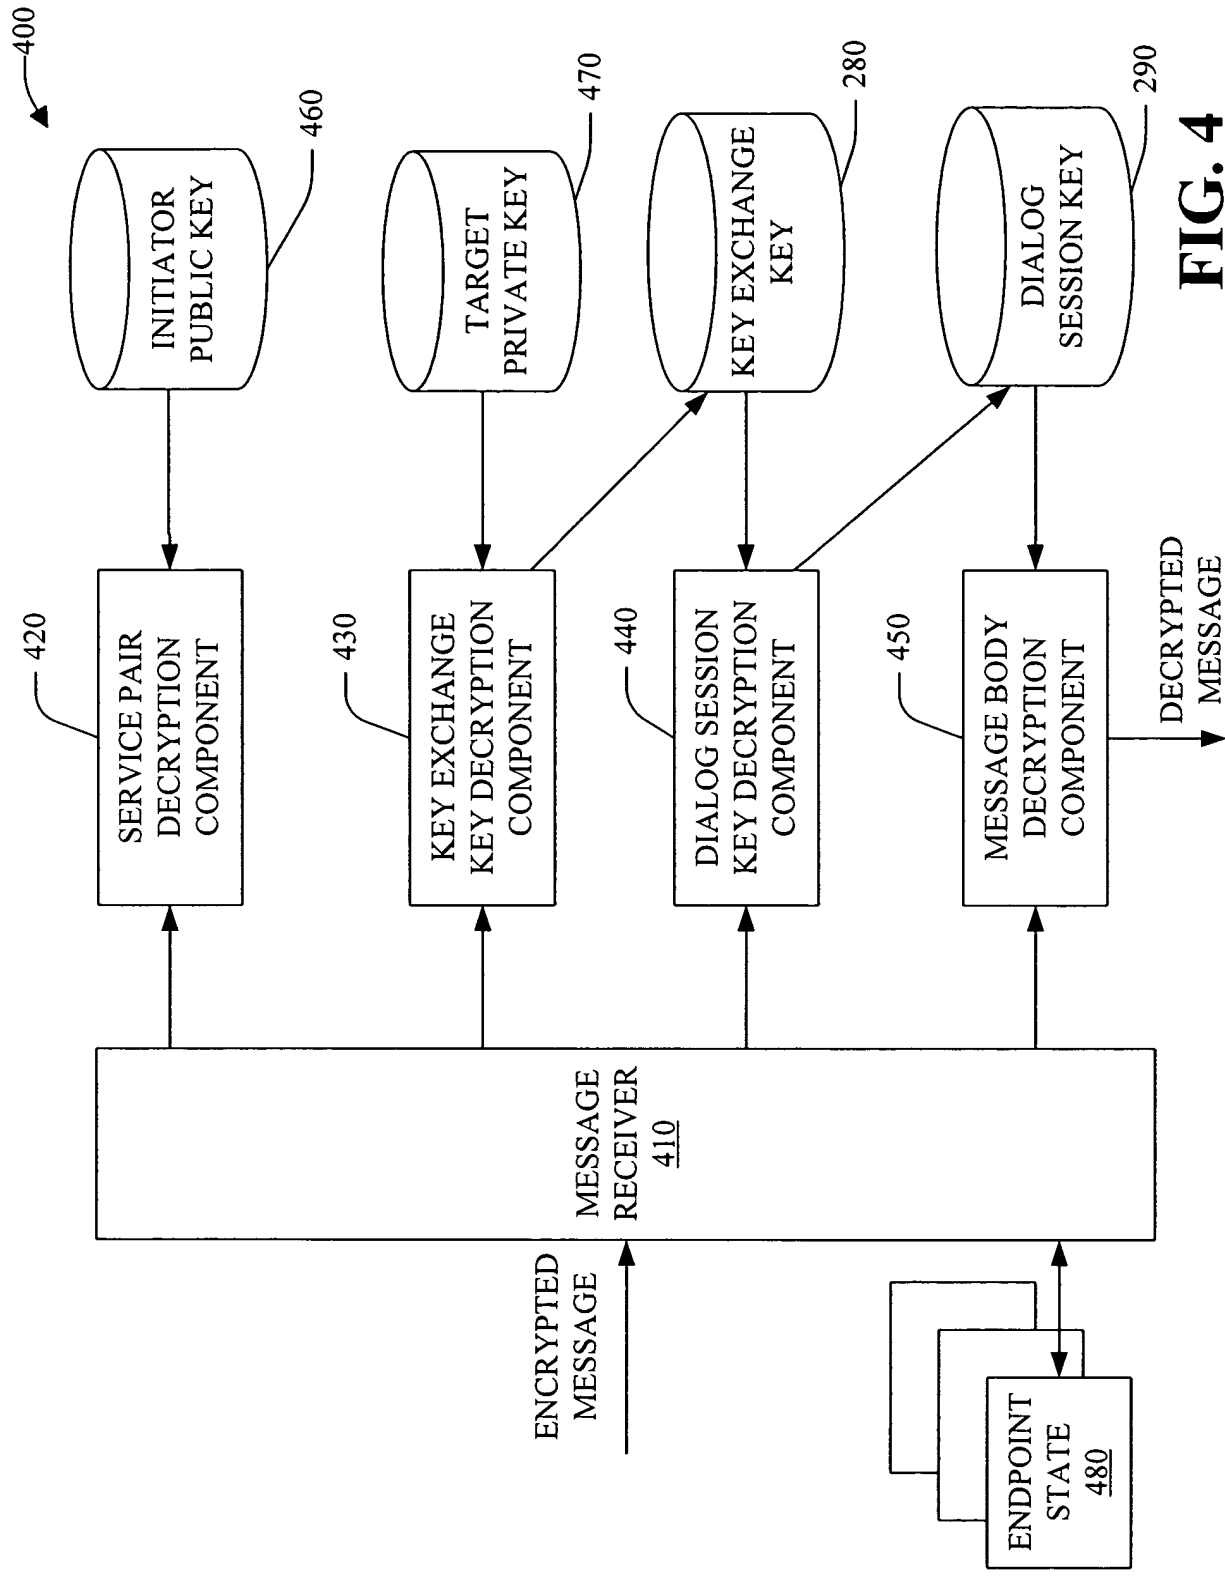 400
INITIATOR
PUBLIC KEY
460
TARGET
PRIVATE KEY
470
KEY EXCHANGE
KEY
280
DIALOG
SESSION KEY
290
420
SERVICE PAIR
DECRYPTION
COMPONENT
430
KEY EXCHANGE
KEY DECRYPTION
COMPONENT
440
DIALOG SESSION
KEY DECRYPTION
COMPONENT
450
MESSAGE BODY
DECRYPTION
COMPONENT
DECRYPTED
MESSAGE
MESSAGE
RECEIVER
410
ENCRYPTED
MESSAGE
ENDPOINT
STATE
480
FIG. 4